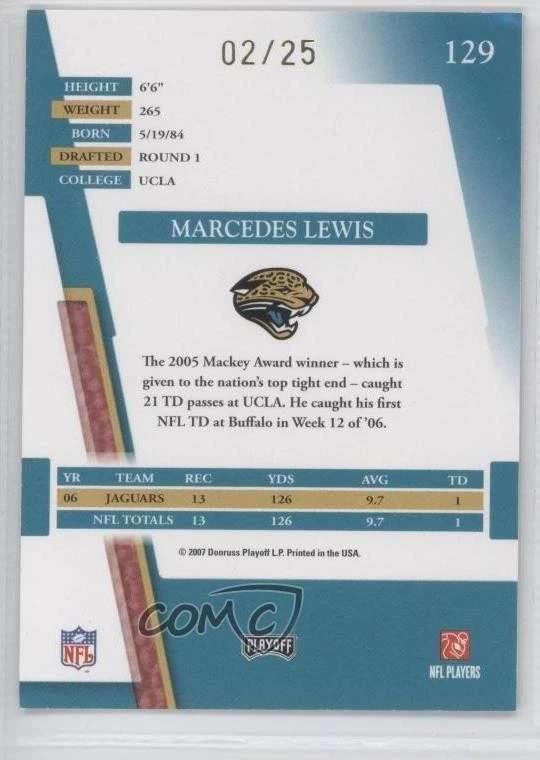 02/25
129
HEIGHT 6'6"
WEIGHT 265
BORN 5/19/84
DRAFTED ROUND 1
COLLEGE UCLA
MARCEDES LEWIS
The 2005 Mackey Award winner – which is
given to the nation's top tight end – caught
21 TD passes at UCLA. He caught his first
NFL TD at Buffalo in Week 12 of '06.
YR TEAM REC YDS AVG TD
06 JAGUARS 13 126 9.7 1
NFL TOTALS 13 126 9.7 1
© 2007 Donruss Playoff L.P. Printed in the USA.
COMC
NFL
PLAYOFF
NFL PLAYERS